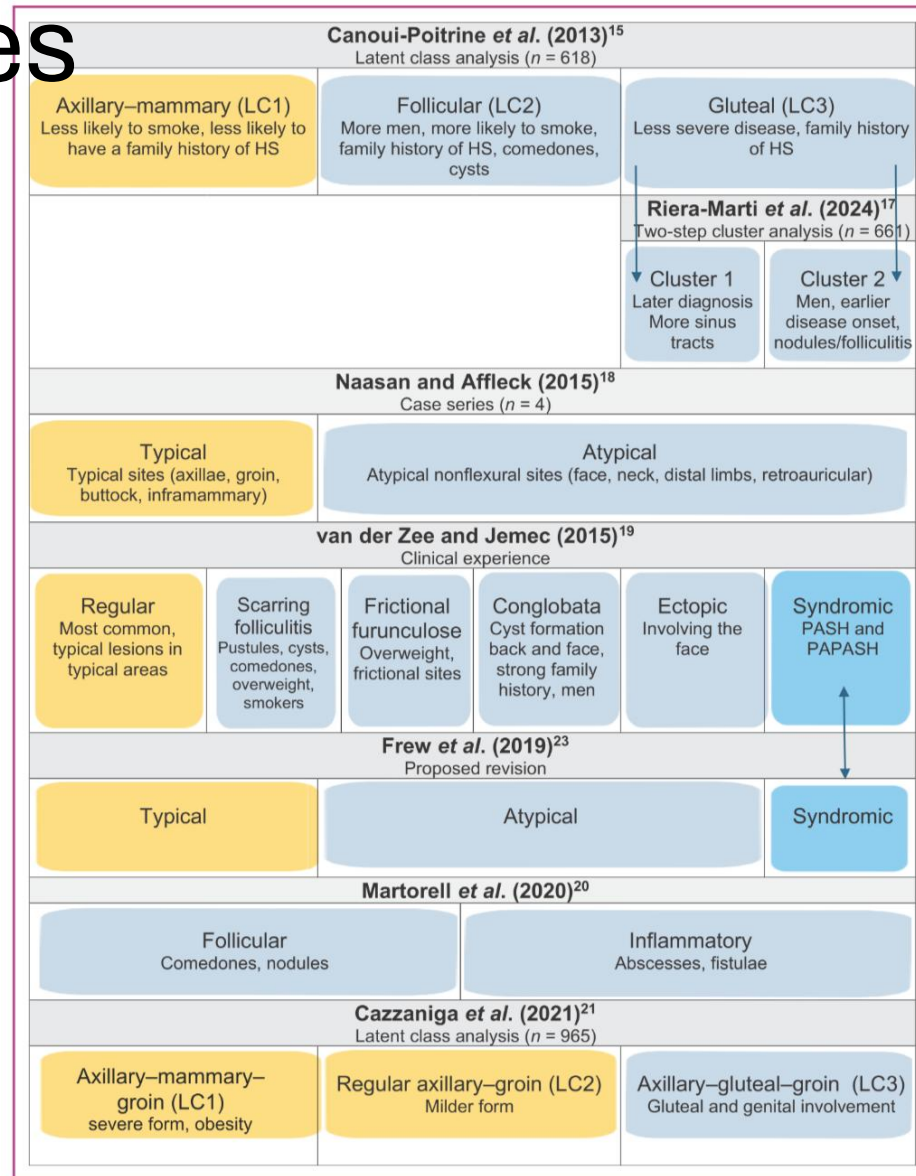 es
Canoui-Poitrine et al. (2013)15
Latent class analysis (n = 618)
Axillary–mammary (LC1)
Less likely to smoke, less likely to
have a family history of HS
Follicular (LC2)
More men, more likely to smoke,
family history of HS, comedones,
cysts
Gluteal (LC3)
Less severe disease, family history
of HS
Riera-Marti et al. (2024)17
Two-step cluster analysis (n = 661)
Cluster 1
Later diagnosis
More sinus
tracts
Cluster 2
Men, earlier
disease onset,
nodules/folliculitis
Naasan and Affleck (2015)18
Case series (n = 4)
Typical
Typical sites (axillae, groin,
buttock, inframammary)
Atypical
Atypical nonflexural sites (face, neck, distal limbs, retroauricular)
van der Zee and Jemec (2015)19
Clinical experience
Regular
Most common,
typical lesions in
typical areas
Scarring
folliculitis
Pustules, cysts,
comedones,
overweight,
smokers
Frictional
furunculose
Overweight,
frictional sites
Conglobata
Cyst formation
back and face,
strong family
history, men
Ectopic
Involving the
face
Syndromic
PASH and
PAPASH
Frew et al. (2019)23
Proposed revision
Typical
Atypical
Syndromic
Martorell et al. (2020)20
Follicular
Comedones, nodules
Inflammatory
Abscesses, fistulae
Cazzaniga et al. (2021)21
Latent class analysis (n = 965)
Axillary–mammary–
groin (LC1)
severe form, obesity
Regular axillary–groin (LC2)
Milder form
Axillary–gluteal–groin (LC3)
Gluteal and genital involvement